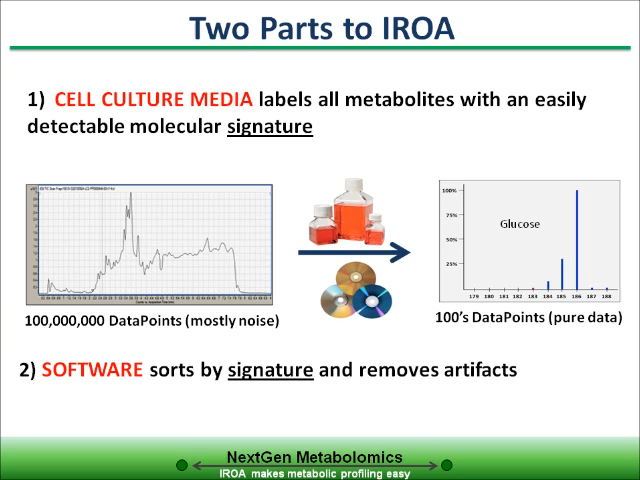 Two Parts to IROA
1) CELL CULTURE MEDIA labels all metabolites with an easily
detectable molecular signature
100%
75%
50%
25%
Glucose
179 180 181 182 183 184 185 186 187 188
100,000,000 DataPoints (mostly noise)
100's DataPoints (pure data)
2) SOFTWARE sorts by signature and removes artifacts
NextGen Metabolomics
IROA makes metabolic profiling easy